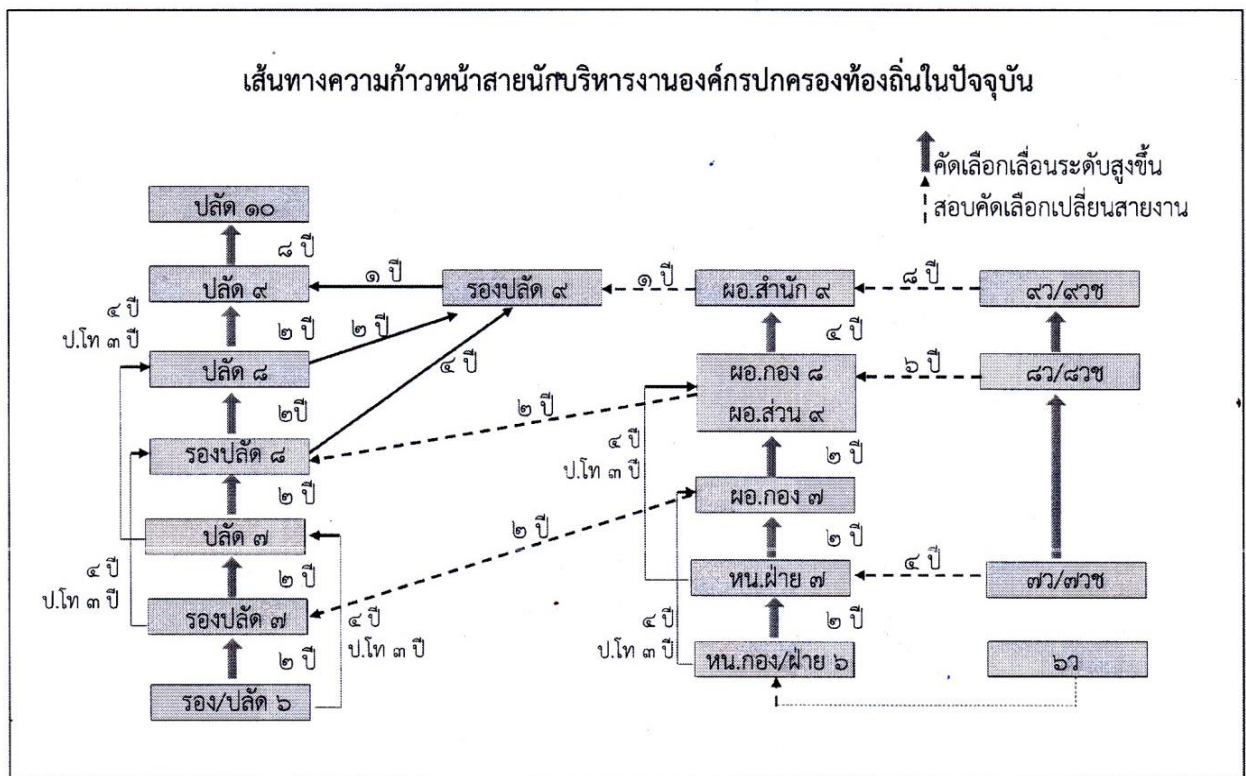 เส้นทางความก้าวหน้าสายนักบริหารงานองค์กรปกครองท้องถิ่นในปัจจุบัน
คัดเลือกเลื่อนระดับสูงขึ้น
สอบคัดเลือกเปลี่ยนสายงาน
ปลัด ๑๐
๘ ปี
ปลัด ๙
๑ ปี
รองปลัด ๙
๑ ปี
ผอ.สำนัก ๙
๘ ปี
๙ว/๙วช
๔ ปี
ป.โท ๓ ปี
๒ ปี
๒ ปี
๔ ปี
๔ ปี
ปลัด ๘
ผอ.กอง ๘
ผอ.ส่วน ๙
๖ ปี
๘ว/๘วช
๒ปี
๒ ปี
รองปลัด ๘
๔ ปี
ป.โท ๓ ปี
๒ ปี
๒ ปี
ผอ.กอง ๗
ปลัด ๗
๒ ปี
๒ ปี
๔ ปี
ป.โท ๓ ปี
๒ ปี
หน.ฝ่าย ๗
๔ ปี
๗ว/๗วช
รองปลัด ๗
๔ ปี
ป.โท ๓ ปี
๒ ปี
๔ ปี
ป.โท ๓ ปี
๒ ปี
หน.กอง/ฝ่าย ๖
๖ว
รอง/ปลัด ๖